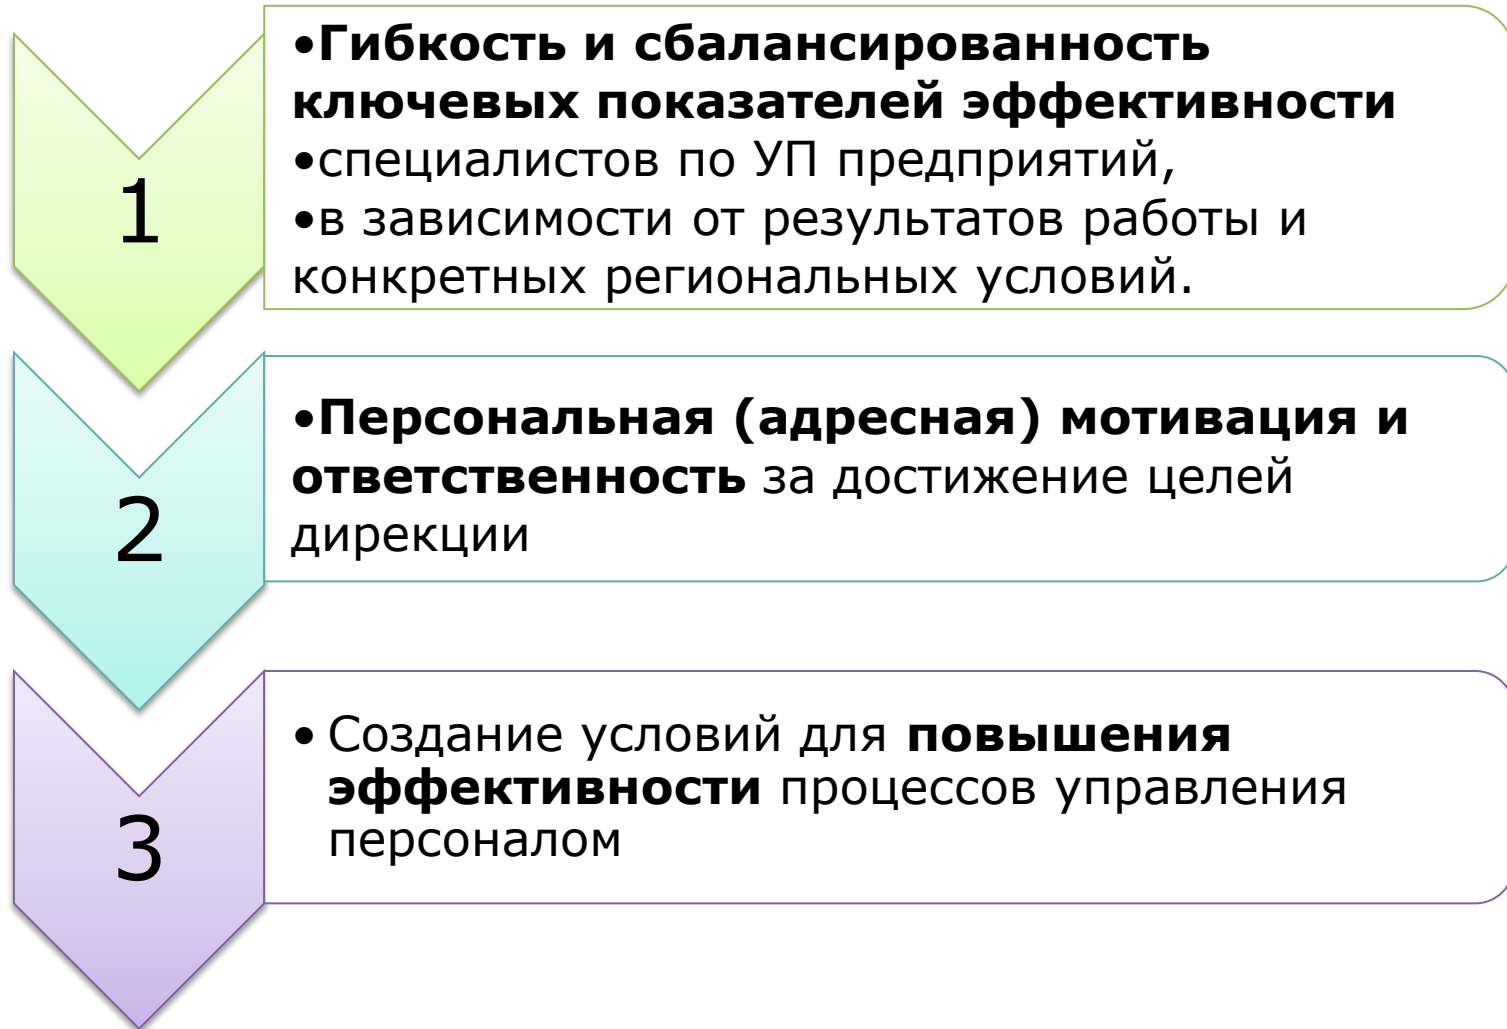 1
•Гибкость и сбалансированность
ключевых показателей эффективности
•специалистов по УП предприятий,
•в зависимости от результатов работы и
конкретных региональных условий.
2
•Персональная (адресная) мотивация и
ответственность за достижение целей
дирекции
3
• Создание условий для повышения
эффективности процессов управления
персоналом